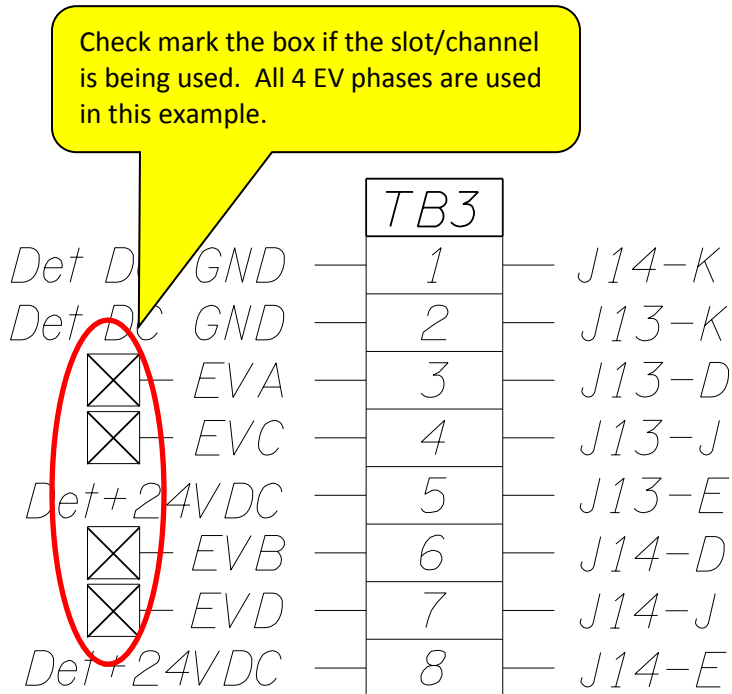 Check mark the box if the slot/channel
is being used.  All 4 EV phases are used
in this example.
TB3
Det DC GND 1 J14-K
Det DC GND 2 J13-K
EVA 3 J13-D
EVC 4 J13-J
Det+24VDC 5 J13-E
EVB 6 J14-D
EVD 7 J14-J
Det+24VDC 8 J14-E